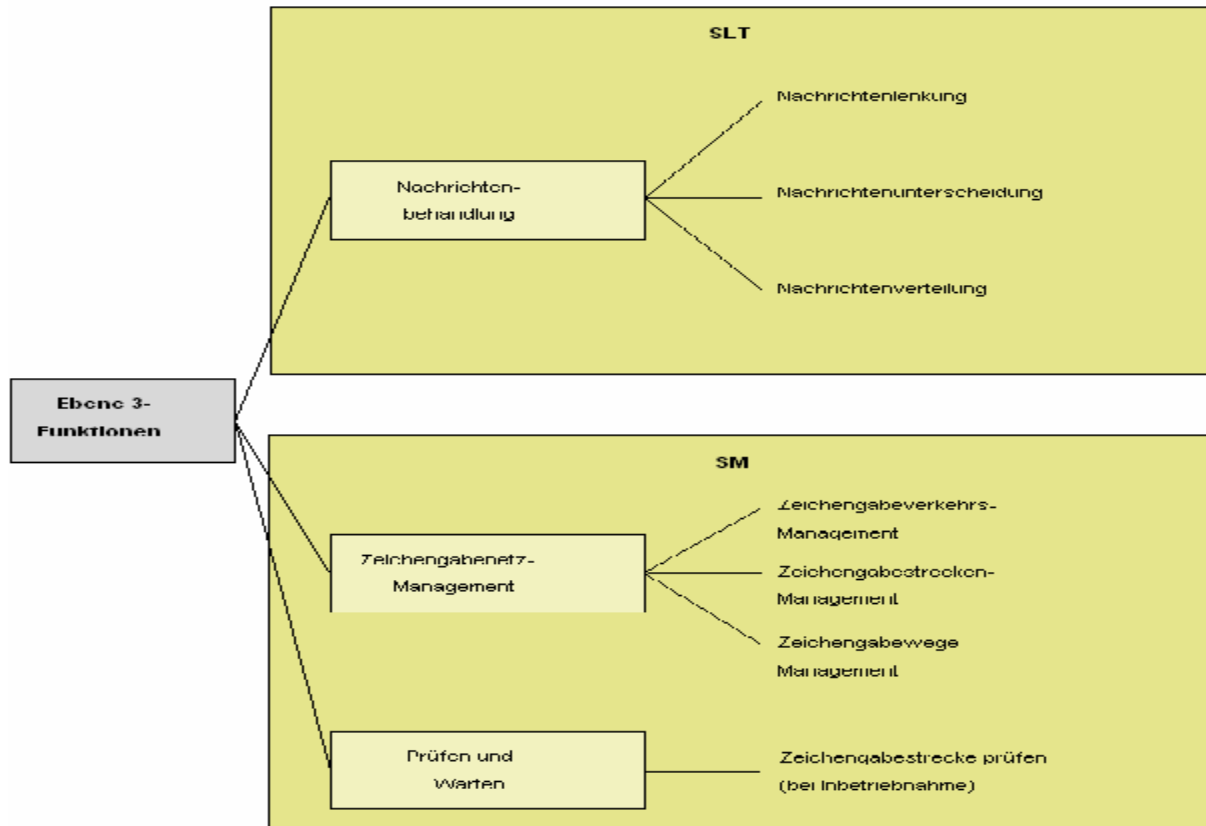 SLT
Nachrichtenlenkung
Nachrichten-
behandlung
Nachrichtenunterscheidung
Nachrichtenverteilung
Ebene 3-
Funktionen
SM
Zeichengabeverkehrs-
Management
Zeichengabenetz-
Management
Zeichengabestrecken-
Management
Zeichengabewege
Management
Prüfen und
Warten
Zeichengabestrecke prüfen
(bei Inbetriebnahme)